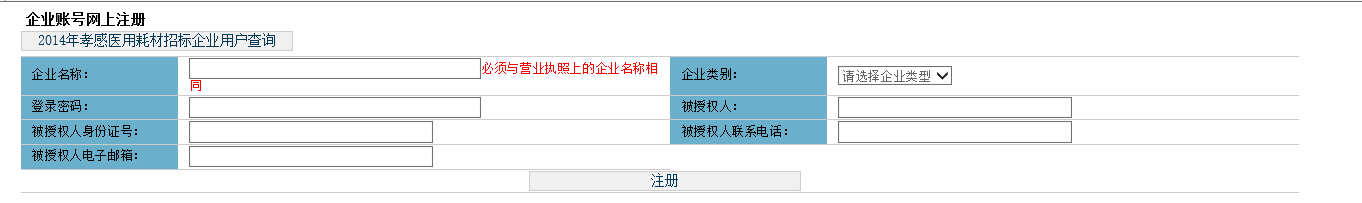 企业账号网上注册
2014年孝感医用耗材招标企业用户查询
企业名称：
必须与营业执照上的企业名称相
同
企业类别：
请选择企业类型
登录密码：
被授权人：
被授权人身份证号：
被授权人联系电话：
被授权人电子邮箱：
注册